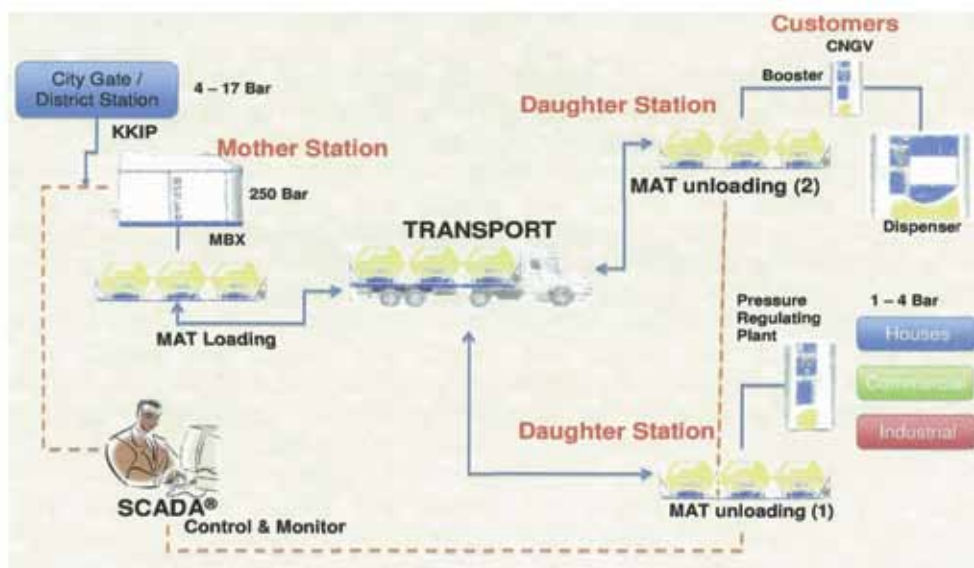 Customers
CNGV
City Gate /
District Station
4 – 17 Bar
Booster
Daughter Station
KKIP
Mother Station
MAT unloading (2)
250 Bar
MBX
TRANSPORT
Dispenser
Pressure
Regulating
Plant
1 – 4 Bar
Houses
MAT Loading
Commercial
Daughter Station
Industrial
SCADA®
Control & Monitor
MAT unloading (1)